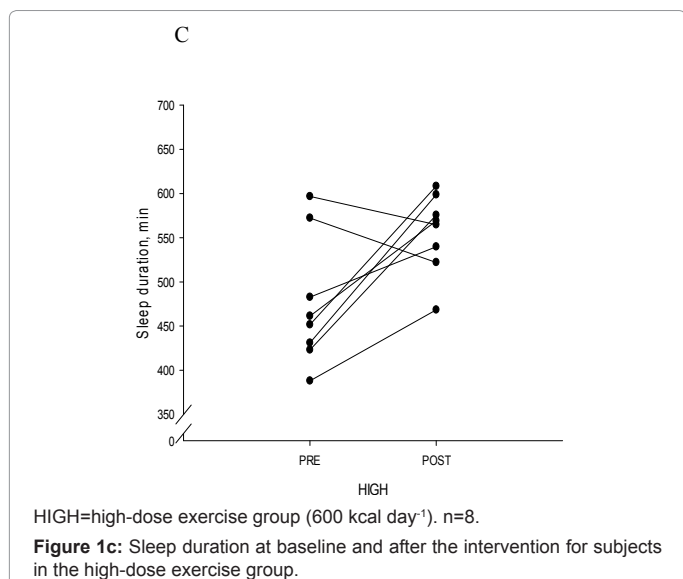 C
700
650
600
550
500
450
400
350
0
Sleep duration, min
PRE POST
HIGH
HIGH=high-dose exercise group (600 kcal day⁻¹). n=8.
Figure 1c: Sleep duration at baseline and after the intervention for subjects
in the high-dose exercise group.